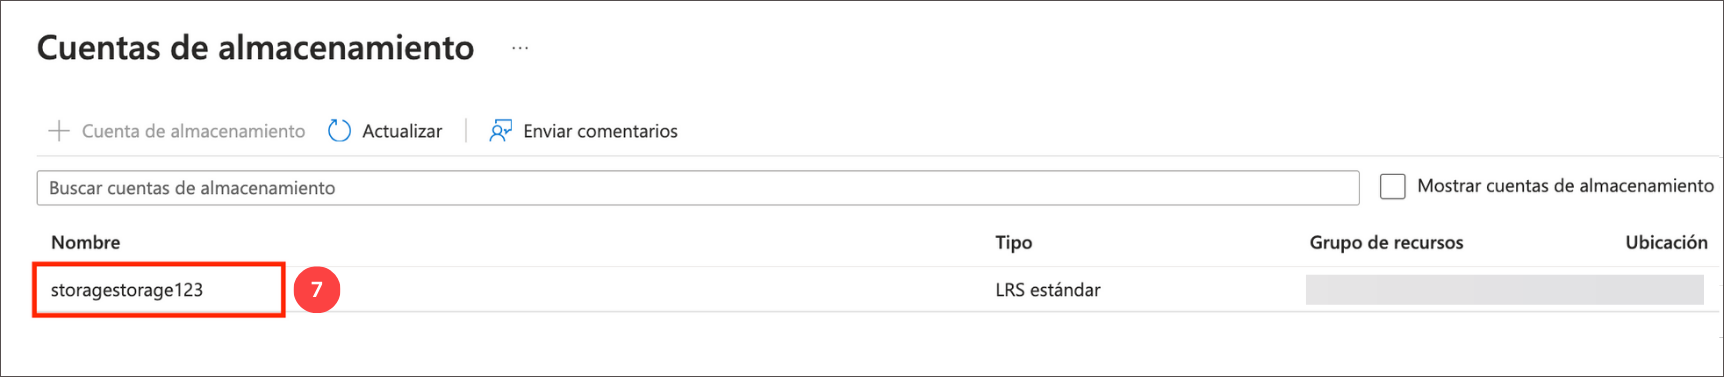 Cuentas de almacenamiento ...
Cuenta de almacenamiento Actualizar Enviar comentarios
Buscar cuentas de almacenamiento Mostrar cuentas de almacenamiento
Nombre Tipo Grupo de recursos Ubicación
storagestorage123 7 LRS estándar